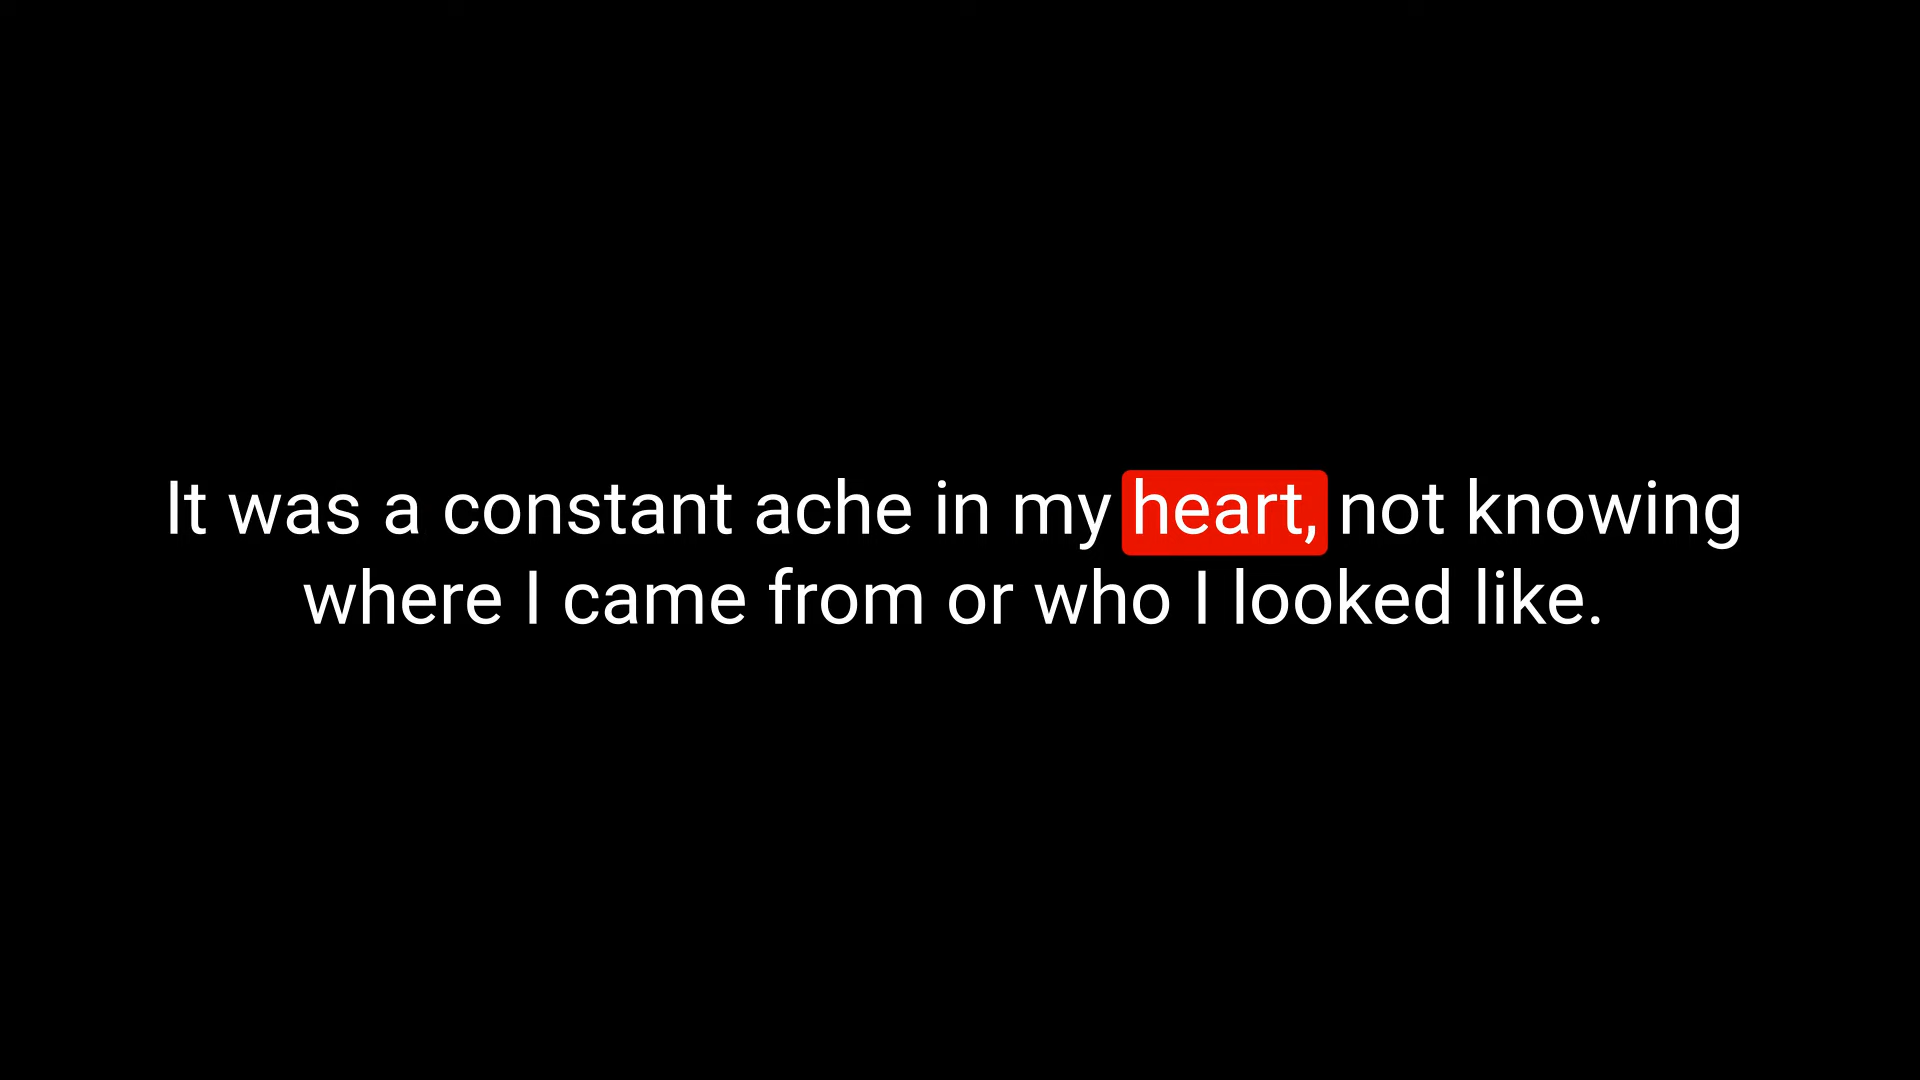 It was a constant ache in my heart, not knowing
where I came from or who I looked like.